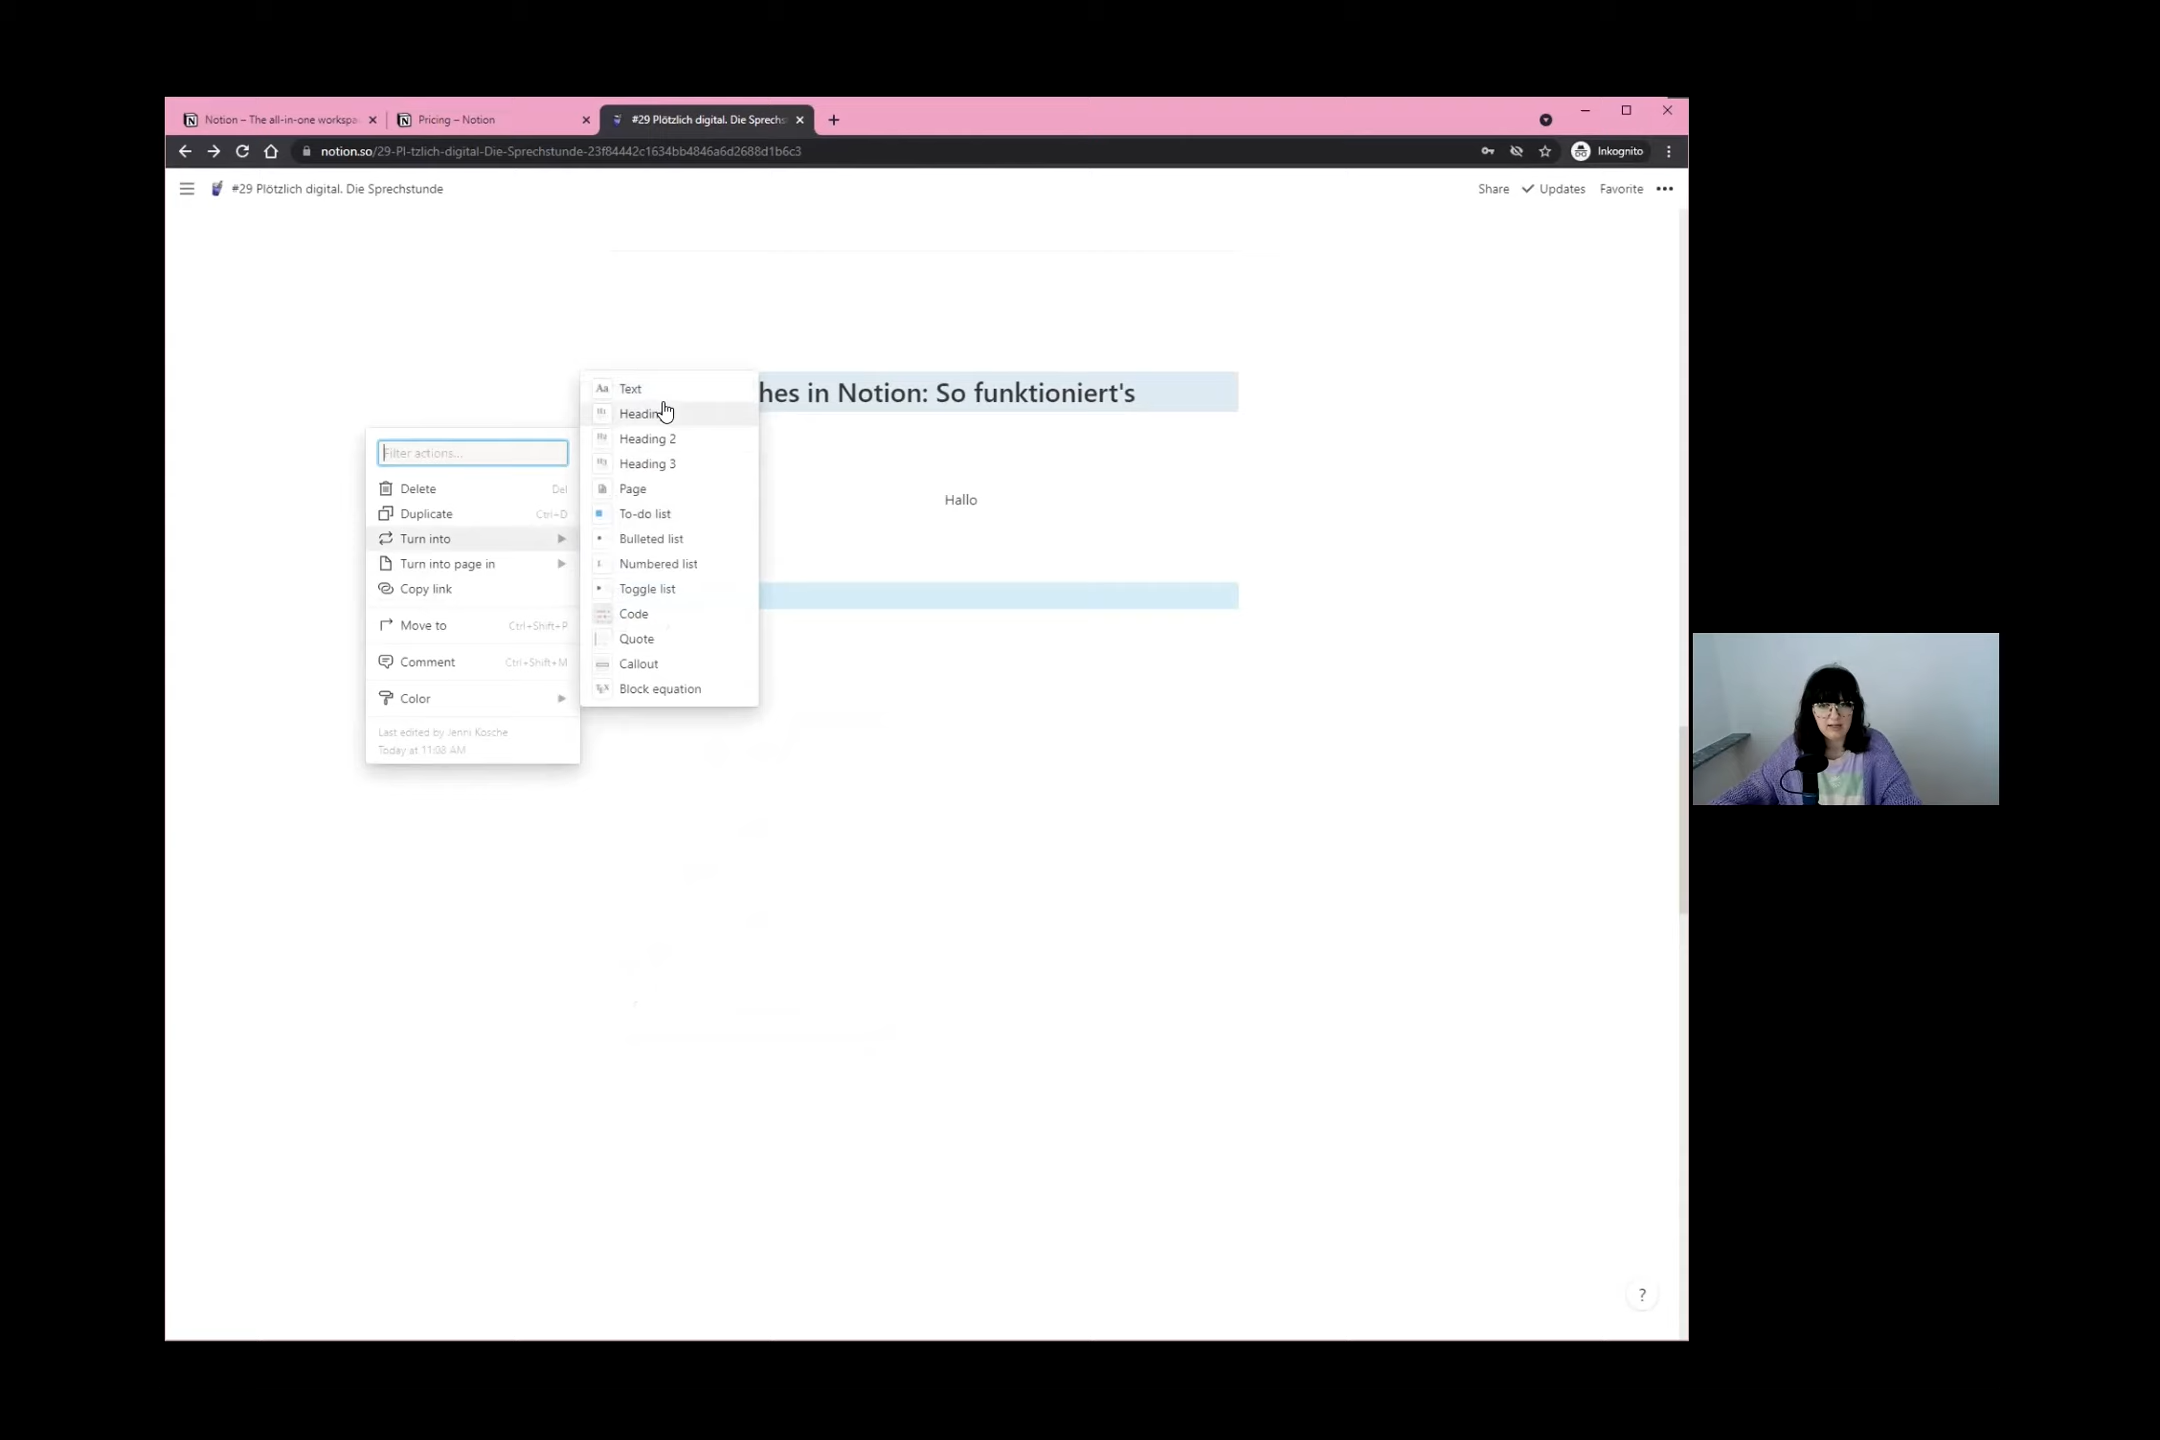 Notion – The all-in-one workspa
Pricing – Notion
#29 Plötzlich digital. Die Sprechs
notion.so/29-Pl-tzlich-digital-Die-Sprechstunde-23f84442c1634bb4846a6d2688d1b6c3
Inkognito
#29 Plötzlich digital. Die Sprechstunde
Share
Updates
Favorite
hes in Notion: So funktioniert's
Hallo
Filter actions...
Delete Del
Duplicate Ctrl+D
Turn into
Turn into page in
Copy link
Move to Ctrl+Shift+P
Comment Ctrl+Shift+M
Color
Last edited by Jenni Kosche
Today at 11:08 AM
Aa Text
Headin
Heading 2
Heading 3
Page
To-do list
Bulleted list
Numbered list
Toggle list
Code
Quote
Callout
Block equation
?